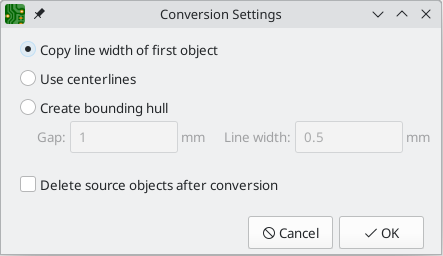 Conversion Settings
Copy line width of first object
Use centerlines
Create bounding hull
Gap: 1 mm Line width: 0.5 mm
Delete source objects after conversion
Cancel OK